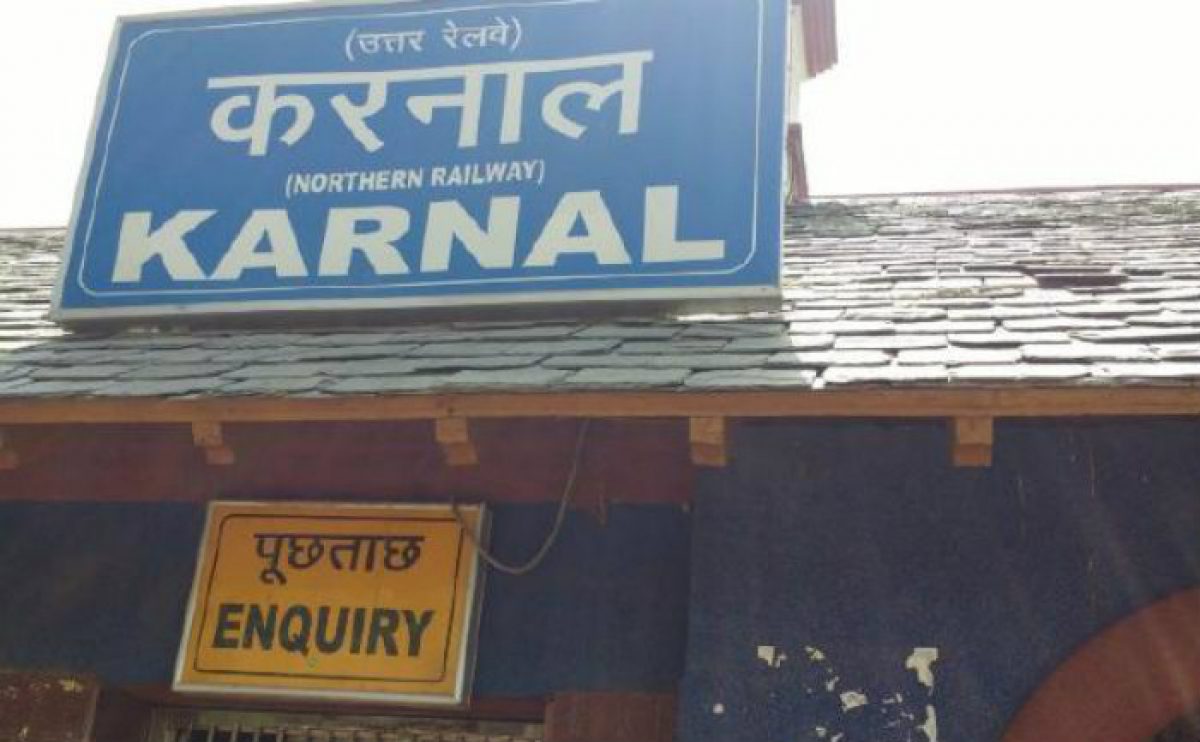 (उत्तर रेलवे)
करनाल
(NORTHERN RAILWAY)
KARNAL
पूछताछ
ENQUIRY